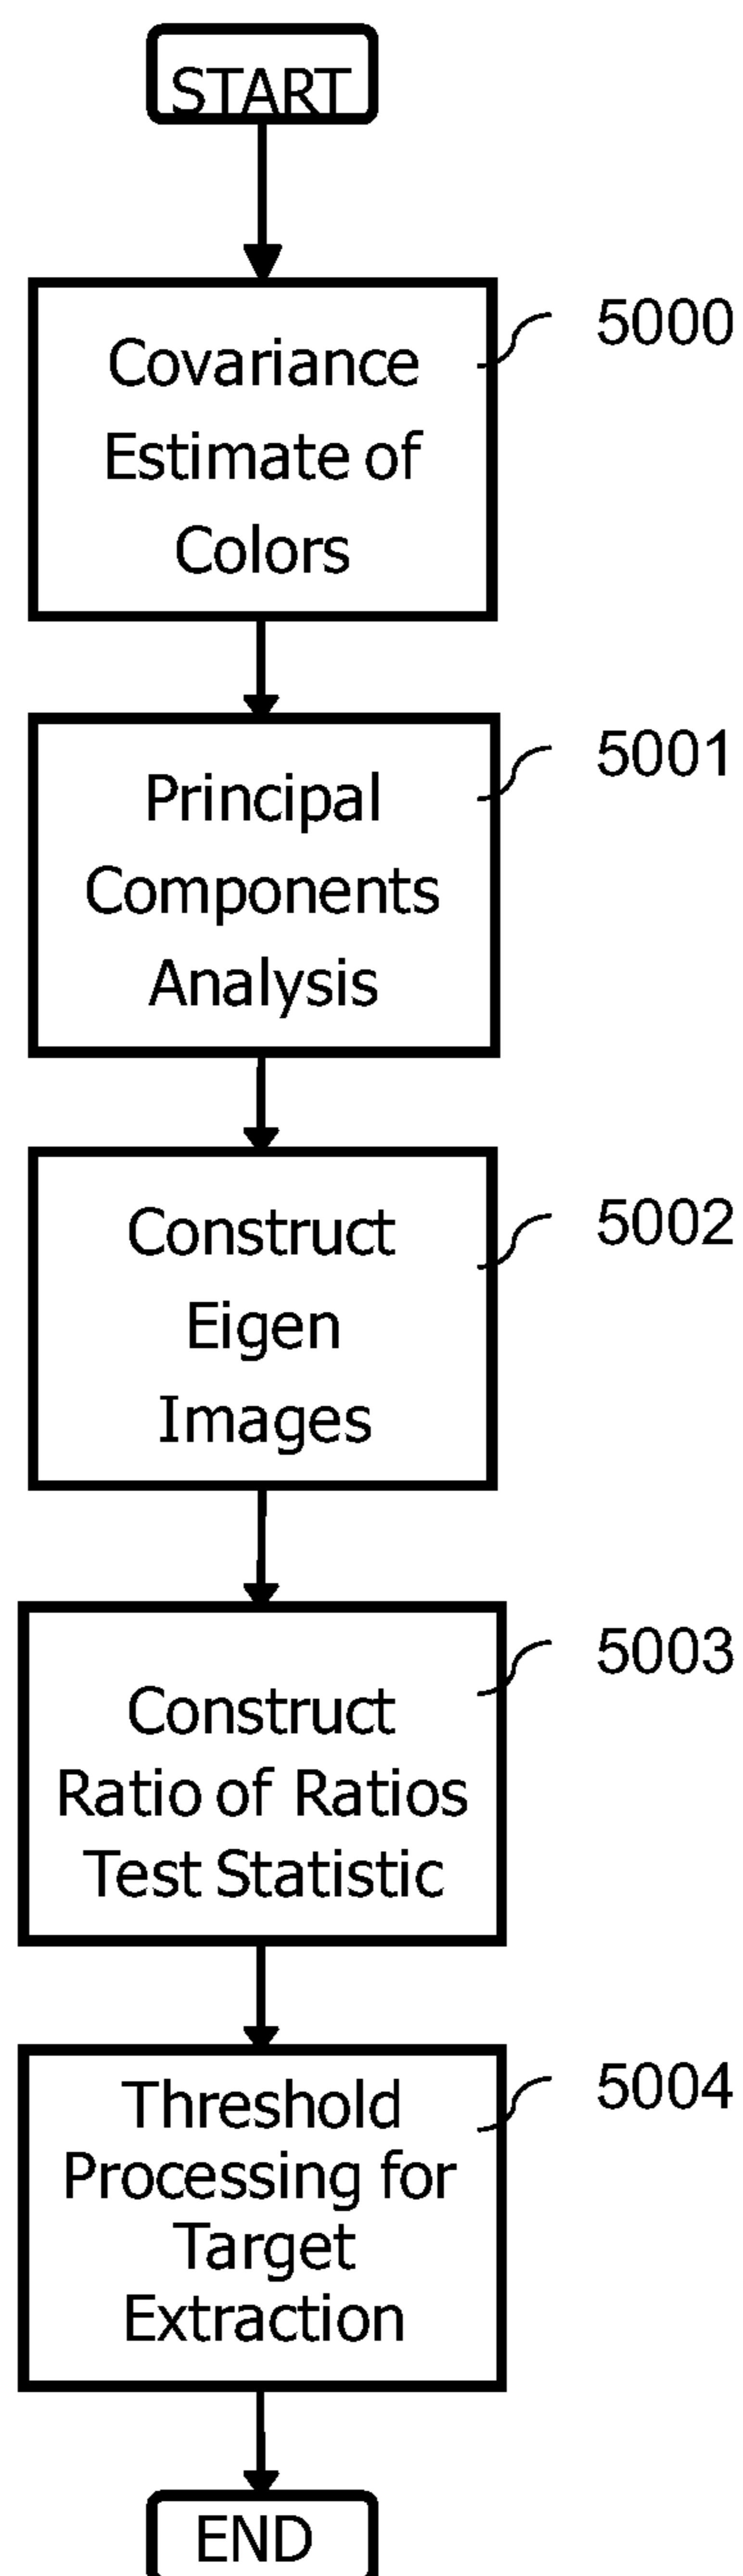 START
Covariance
Estimate of
Colors
5000
Principal
Components
Analysis
5001
Construct
Eigen
Images
5002
Construct
Ratio of Ratios
Test Statistic
5003
Threshold
Processing for
Target
Extraction
5004
END